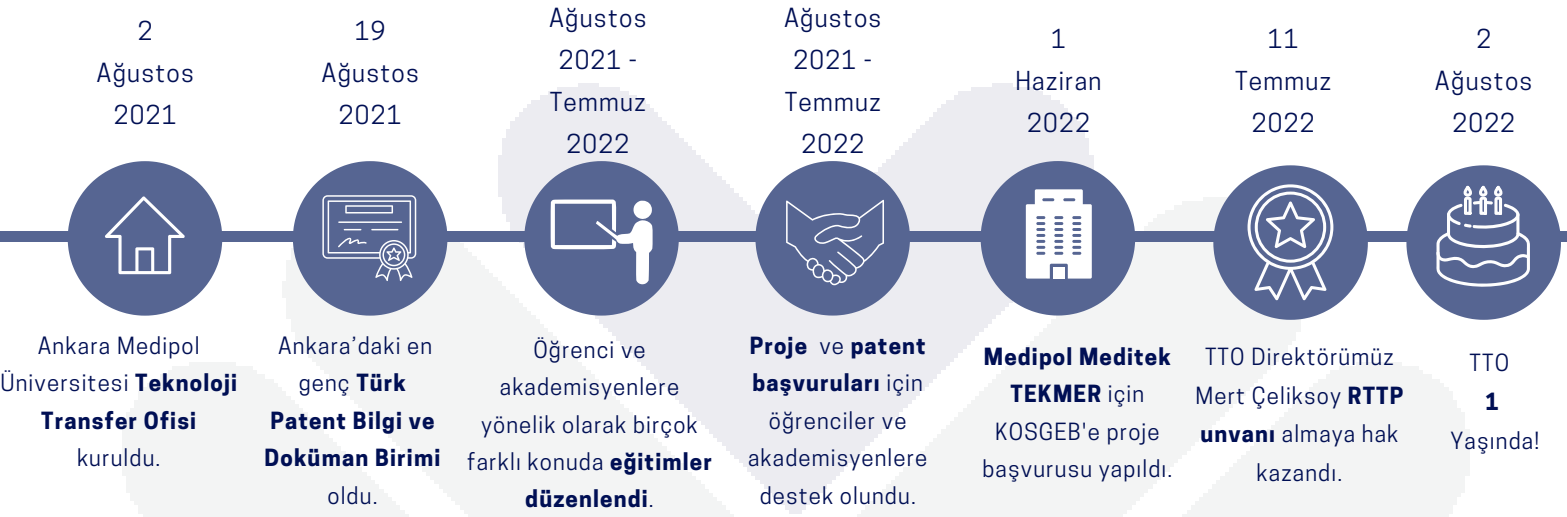 2
Ağustos
2021
Ankara Medipol
Üniversitesi Teknoloji
Transfer Ofisi
kuruldu.
19
Ağustos
2021
Ankara'daki en
genç Türk
Patent Bilgi ve
Doküman Birimi
oldu.
Ağustos
2021 -
Temmuz
2022
Öğrenci ve
akademisyenlere
yönelik olarak birçok
farklı konuda eğitimler
düzenlendi.
Ağustos
2021 -
Temmuz
2022
Proje ve patent
başvuruları için
öğrenciler ve
akademisyenlere
destek olundu.
1
Haziran
2022
Medipol Meditek
TEKMER için
KOSGEB'e proje
başvurusu yapıldı.
11
Temmuz
2022
TTO Direktörümüz
Mert Çeliksoy RTTP
unvanı almaya hak
kazandı.
2
Ağustos
2022
TTO
1
Yaşında!